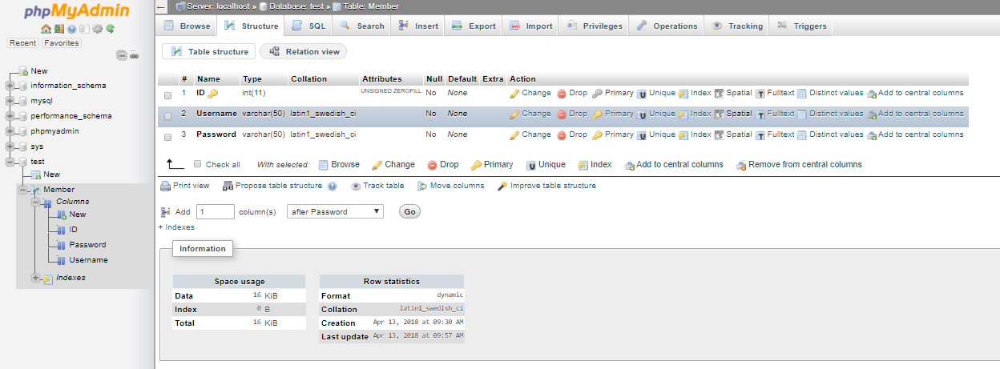 phpMyAdmin
Recent Favorites
New
information_schema
mysql
performance_schema
phpmyadmin
sys
test
New
Member
Columns
New
ID
Password
Username
Indexes
Server: localhost » Database: test » Table: Member
Browse Structure SQL Search Insert Export Import Privileges Operations Tracking Triggers
Table structure Relation view
# Name Type Collation Attributes Null Default Extra Action
1 ID int(11) UNSIGNED ZEROFILL No None Change Drop Primary Unique Index Spatial Fulltext Distinct values Add to central columns
2 Username varchar(50) latin1_swedish_ci No None Change Drop Primary Unique Index Spatial Fulltext Distinct values Add to central columns
3 Password varchar(50) latin1_swedish_ci No None Change Drop Primary Unique Index Spatial Fulltext Distinct values Add to central columns
Check all With selected: Browse Change Drop Primary Unique Index Add to central columns Remove from central columns
Print view Propose table structure Track table Move columns Improve table structure
Add 1 column(s) after Password Go
+ Indexes
Information
Space usage
Data 16 KiB
Index 0 B
Total 16 KiB
Row statistics
Format dynamic
Collation latin1_swedish_ci
Creation Apr 13, 2018 at 09:30 AM
Last update Apr 13, 2018 at 09:57 AM